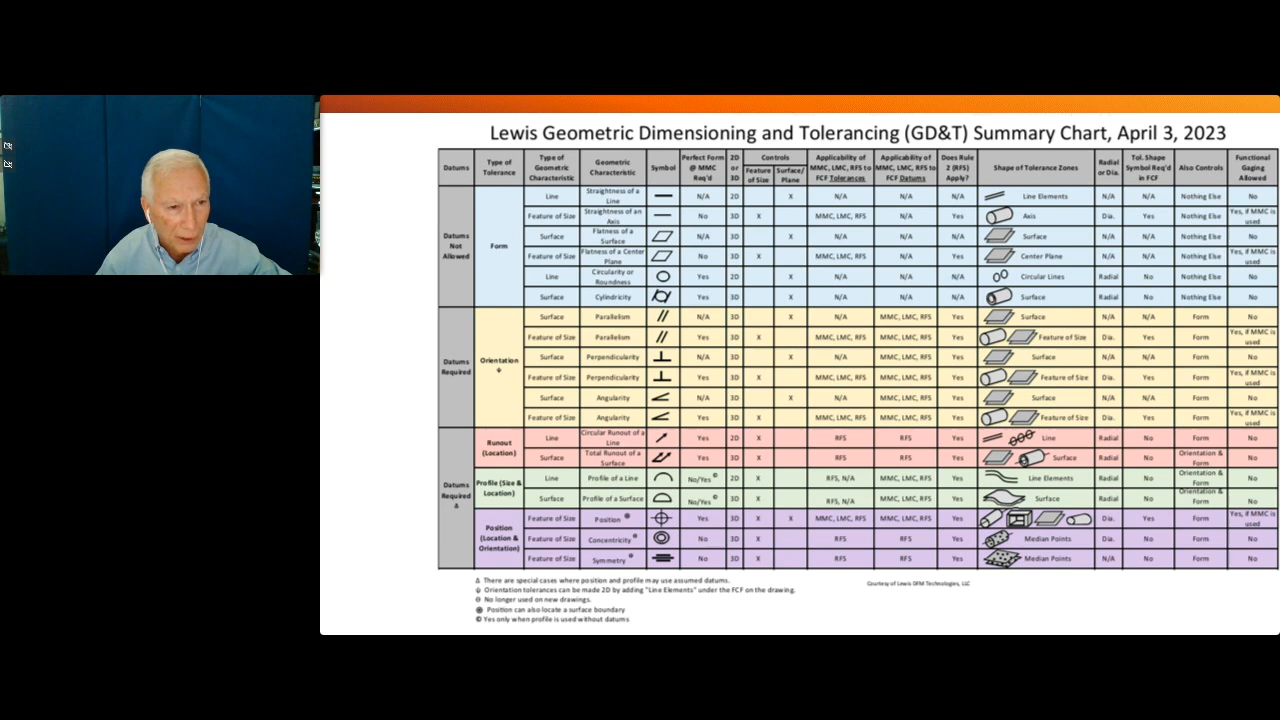 Lewis Geometric Dimensioning and Tolerancing (GD&T) Summary Chart, April 3, 2023
Datums Type of Tolerance Type of Geometric Characteristic Geometric Characteristic Symbol Perfect Form @ MMC Req'd 2D or 3D Controls Feature of Size Surface/Plane Applicability of MMC, LMC, RFS to FCF Tolerances Applicability of MMC, LMC, RFS to FCF Datums Does Rule 2 (RFS) Apply? Shape of Tolerance Zones Radial or Dia. Tol. Shape Symbol Req'd in FCF Also Controls Functional Gaging Allowed
Datums Not Allowed
Form
Line Straightness of a Line N/A 2D X N/A N/A N/A Line Elements N/A N/A Nothing Else No
Feature of Size Straightness of an Axis No 3D X MMC, LMC, RFS N/A Yes Axis Dia. Yes Nothing Else Yes, if MMC is used
Surface Flatness of a Surface N/A 3D X N/A N/A N/A Surface N/A N/A Nothing Else No
Feature of Size Flatness of a Center Plane No 3D X MMC, LMC, RFS N/A Yes Center Plane N/A N/A Nothing Else Yes, if MMC is used
Line Circularity or Roundness Yes 2D X N/A N/A N/A Circular Lines Radial No Nothing Else No
Surface Cylindricity Yes 3D X N/A N/A N/A Surface Radial No Nothing Else No
Datums Required
Orientation ψ
Surface Parallelism N/A 3D X N/A MMC, LMC, RFS Yes Surface N/A N/A Form No
Feature of Size Parallelism Yes 3D X MMC, LMC, RFS MMC, LMC, RFS Yes Feature of Size Dia. Yes Form Yes, if MMC is used
Surface Perpendicularity N/A 3D X N/A MMC, LMC, RFS Yes Surface N/A N/A Form No
Feature of Size Perpendicularity Yes 3D X MMC, LMC, RFS MMC, LMC, RFS Yes Feature of Size Dia. Yes Form Yes, if MMC is used
Surface Angularity N/A 3D X N/A MMC, LMC, RFS Yes Surface N/A N/A Form No
Feature of Size Angularity Yes 3D X MMC, LMC, RFS MMC, LMC, RFS Yes Feature of Size Dia. Yes Form Yes, if MMC is used
Datums Required Δ
Runout (Location)
Line Circular Runout of a Line Yes 2D X RFS RFS Yes Line Radial No Form No
Surface Total Runout of a Surface Yes 3D X RFS RFS Yes Surface Radial No Orientation & Form No
Profile (Size & Location)
Line Profile of a Line No/Yes © 2D X RFS, N/A MMC, LMC, RFS Yes Line Elements Radial No Orientation & Form No
Surface Profile of a Surface No/Yes © 3D X RFS, N/A MMC, LMC, RFS Yes Surface Radial No Orientation & Form No
Position (Location & Orientation)
Feature of Size Position Yes 3D X X MMC, LMC, RFS MMC, LMC, RFS Yes Dia. Yes Form Yes, if MMC is used
Feature of Size Concentricity No 3D X RFS RFS Yes Median Points Dia. Yes Form No
Feature of Size Symmetry No 3D X RFS RFS Yes Median Points N/A No Form No
Δ There are special cases where position and profile may use assumed datums.
ψ Orientation tolerances can be made 2D by adding "Line Elements" under the FCF on the drawing.
Θ No longer used on new drawings.
Position can also locate a surface boundary
© Yes only when profile is used without datums
Courtesy of Lewis DFM Technologies, LLC